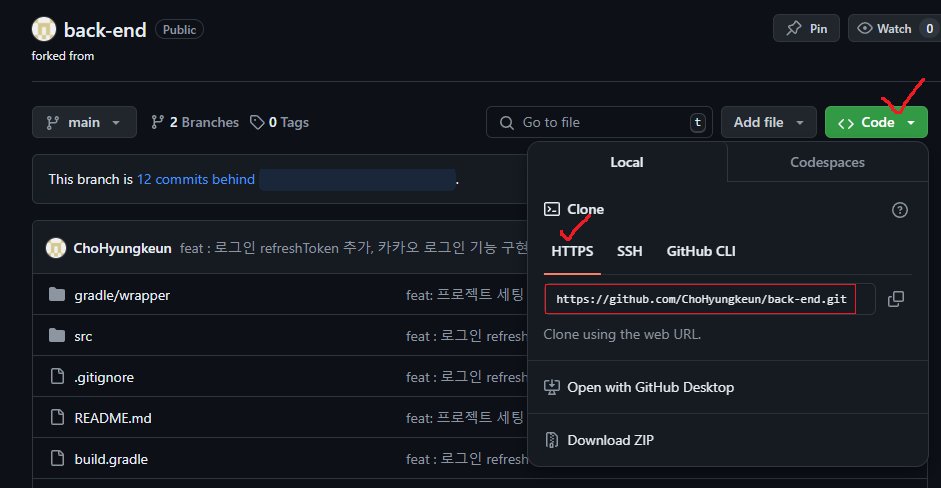 back-end Public Pin Watch 0
forked from
main 2 Branches 0 Tags Go to file t Add file Code
Local Codespaces
This branch is 12 commits behind .
Clone
ChoHyungkeun feat : 로그인 refreshToken 추가, 카카오 로그인 기능 구현
HTTPS SSH GitHub CLI
gradle/wrapper feat: 프로젝트 세팅
https://github.com/ChoHyungkeun/back-end.git
src feat : 로그인 refresh
Clone using the web URL.
.gitignore feat : 로그인 refresh
Open with GitHub Desktop
README.md feat: 프로젝트 세팅
Download ZIP
build.gradle feat : 로그인 refresh